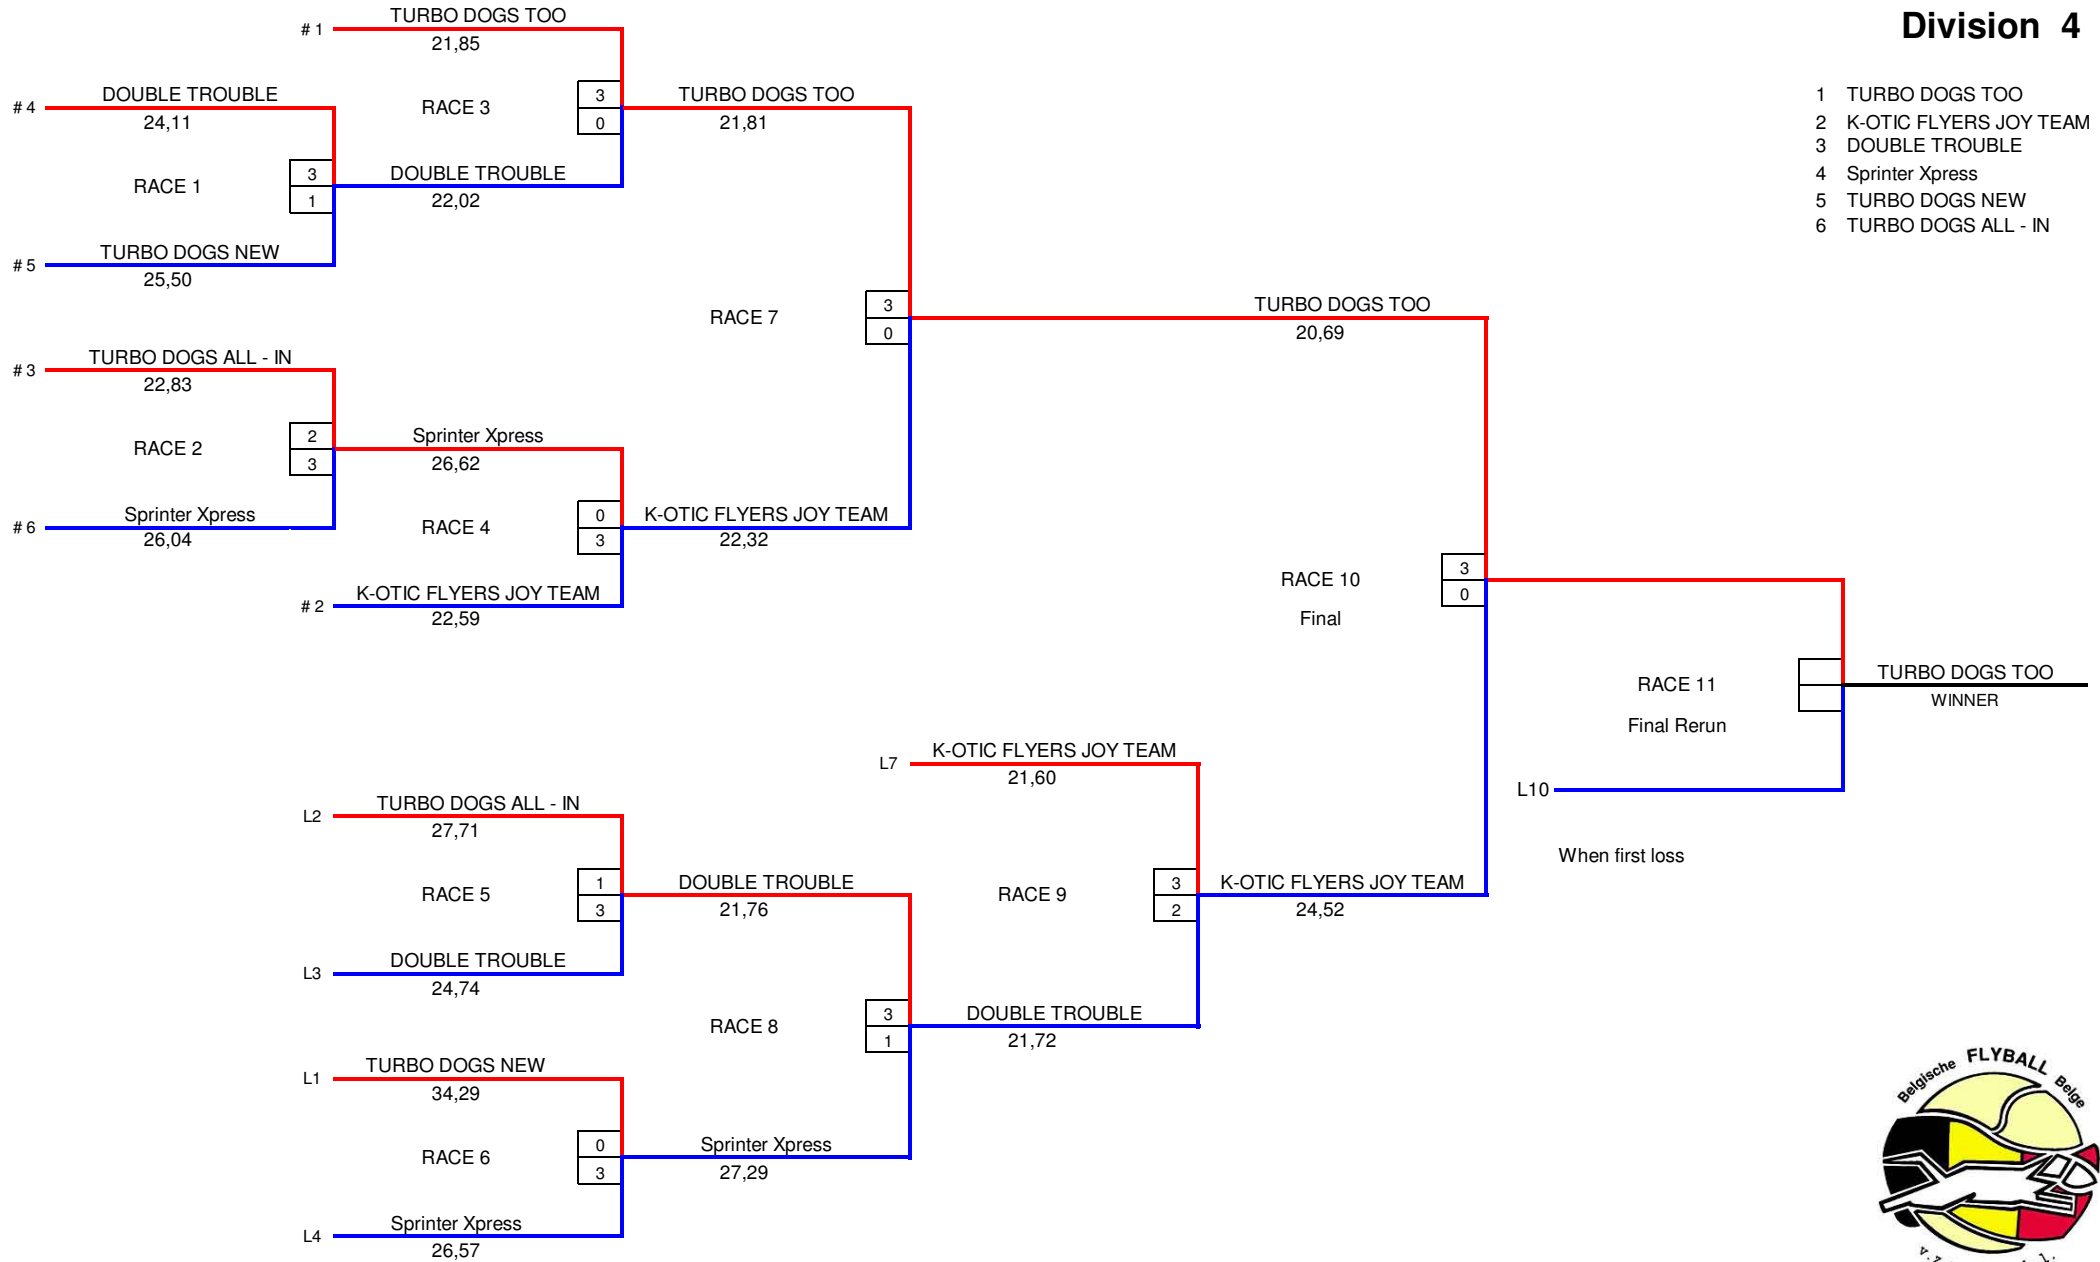 Division 4
TURBO DOGS TOO
# 1
21,85
1 TURBO DOGS TOO
2 K-OTIC FLYERS JOY TEAM
3 DOUBLE TROUBLE
4 Sprinter Xpress
5 TURBO DOGS NEW
6 TURBO DOGS ALL - IN
DOUBLE TROUBLE
# 4
24,11
RACE 3
3
0
TURBO DOGS TOO
21,81
RACE 1
3
1
DOUBLE TROUBLE
22,02
TURBO DOGS NEW
# 5
25,50
RACE 7
3
0
TURBO DOGS TOO
20,69
TURBO DOGS ALL - IN
# 3
22,83
RACE 2
2
3
Sprinter Xpress
26,62
Sprinter Xpress
# 6
26,04
RACE 4
0
3
K-OTIC FLYERS JOY TEAM
22,32
K-OTIC FLYERS JOY TEAM
# 2
22,59
RACE 10
Final
3
0
RACE 11
Final Rerun
TURBO DOGS TOO
WINNER
L10
When first loss
K-OTIC FLYERS JOY TEAM
L7
21,60
TURBO DOGS ALL - IN
L2
27,71
RACE 5
1
3
DOUBLE TROUBLE
21,76
RACE 9
3
2
K-OTIC FLYERS JOY TEAM
24,52
DOUBLE TROUBLE
L3
24,74
RACE 8
3
1
DOUBLE TROUBLE
21,72
TURBO DOGS NEW
L1
34,29
RACE 6
0
3
Sprinter Xpress
27,29
Sprinter Xpress
L4
26,57
Belgische FLYBALL Belge